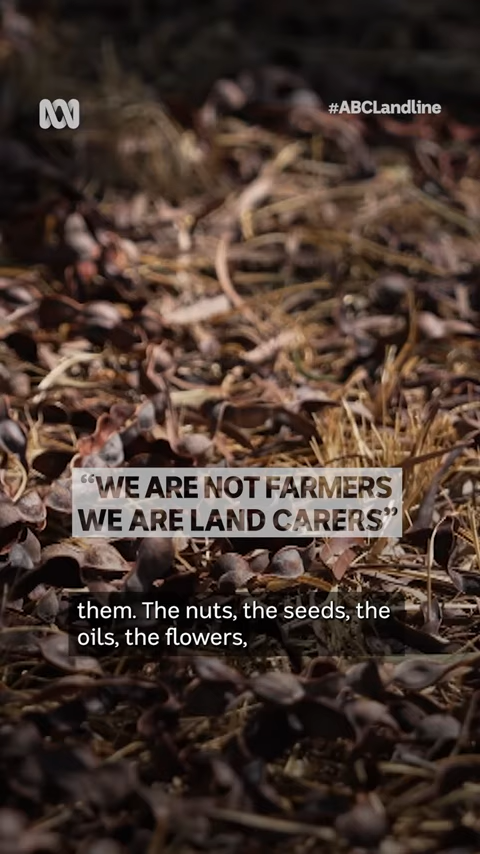 #ABCLandline
“WE ARE NOT FARMERS
WE ARE LAND CARERS”
them. The nuts, the seeds, the
oils, the flowers,